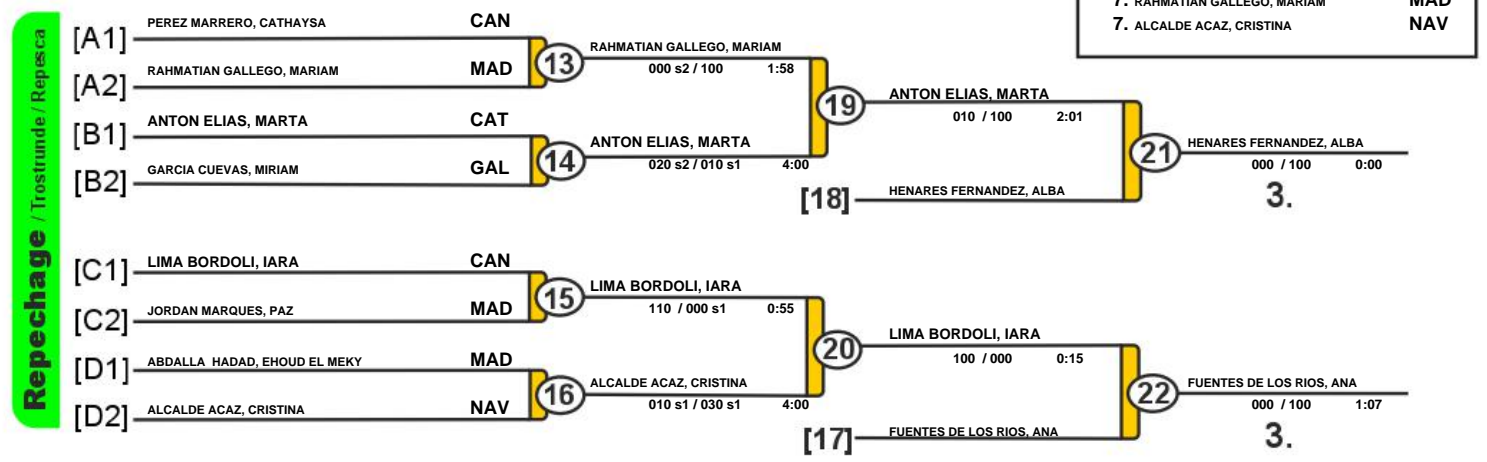 7. RAHMATIAN GALLEGO, MARIAM MAD
7. ALCALDE ACAZ, CRISTINA NAV
Repechage / Trostrunde / Repesca
[A1] PEREZ MARRERO, CATHAYSA CAN
[A2] RAHMATIAN GALLEGO, MARIAM MAD
13 RAHMATIAN GALLEGO, MARIAM
000 s2 / 100 1:58
[B1] ANTON ELIAS, MARTA CAT
[B2] GARCIA CUEVAS, MIRIAM GAL
14 ANTON ELIAS, MARTA
020 s2 / 010 s1 4:00
19 ANTON ELIAS, MARTA
010 / 100 2:01
[18] HENARES FERNANDEZ, ALBA
21 HENARES FERNANDEZ, ALBA
000 / 100 0:00
3.
[C1] LIMA BORDOLI, IARA CAN
[C2] JORDAN MARQUES, PAZ MAD
15 LIMA BORDOLI, IARA
110 / 000 s1 0:55
[D1] ABDALLA HADAD, EHOUD EL MEKY MAD
[D2] ALCALDE ACAZ, CRISTINA NAV
16 ALCALDE ACAZ, CRISTINA
010 s1 / 030 s1 4:00
20 LIMA BORDOLI, IARA
100 / 000 0:15
[17] FUENTES DE LOS RIOS, ANA
22 FUENTES DE LOS RIOS, ANA
000 / 100 1:07
3.